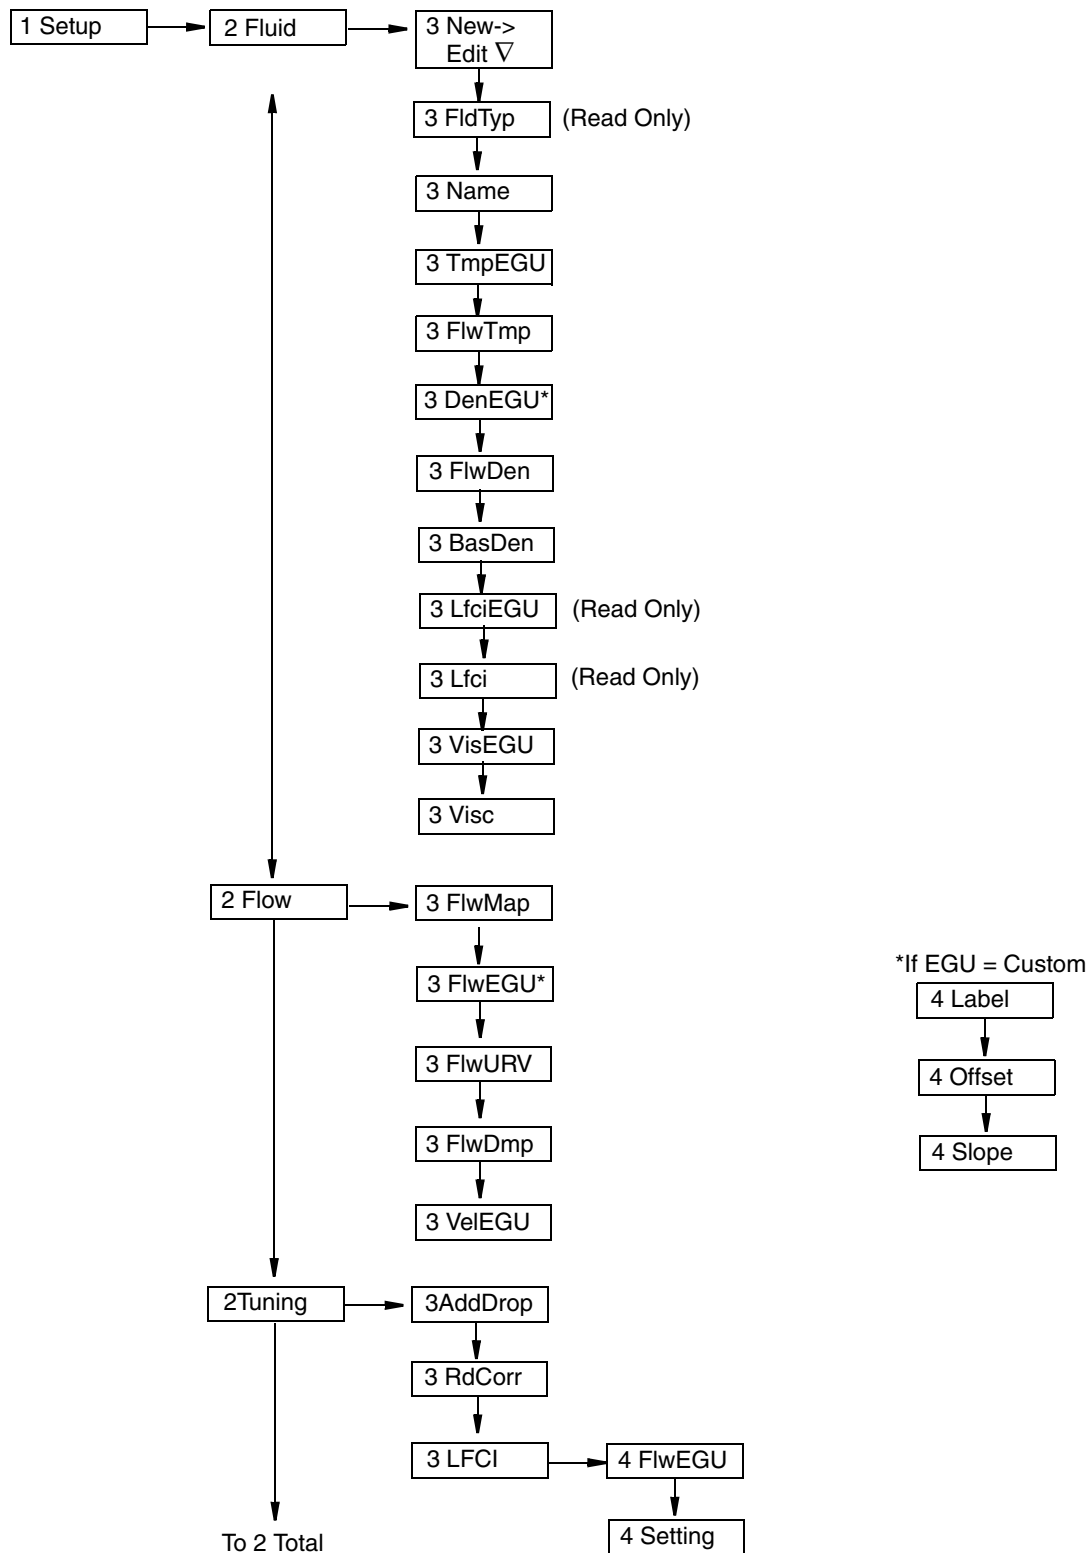 1 Setup
2 Fluid
3 New->
Edit ∇
3 FldTyp
(Read Only)
3 Name
3 TmpEGU
3 FlwTmp
3 DenEGU*
3 FlwDen
3 BasDen
3 LfciEGU
(Read Only)
3 Lfci
(Read Only)
3 VisEGU
3 Visc
2 Flow
3 FlwMap
3 FlwEGU*
3 FlwURV
3 FlwDmp
3 VelEGU
*If EGU = Custom
4 Label
4 Offset
4 Slope
2Tuning
3AddDrop
3 RdCorr
3 LFCI
4 FlwEGU
4 Setting
To 2 Total